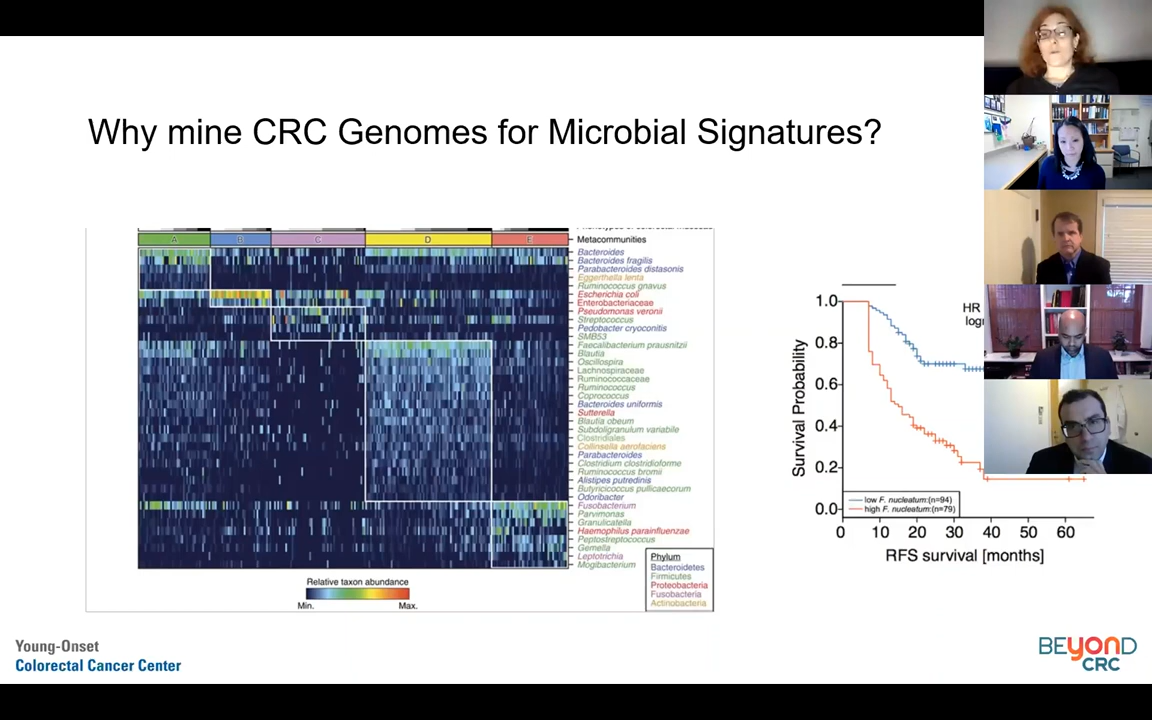 Why mine CRC Genomes for Microbial Signatures?
A B C D E
Metacommunities
Bacteroides
Bacteroides fragilis
Parabacteroides distasonis
Eggerthella lenta
Ruminococcus gnavus
Escherichia coli
Enterobacteriaceae
Pseudomonas veronii
Streptococcus
Pedobacter cryoconitis
SMB53
Faecalibacterium prausnitzii
Blautia
Oscillospira
Lachnospiraceae
Ruminococcaceae
Ruminococcus
Coprococcus
Bacteroides uniformis
Sutterella
Blautia obeum
Subdoligranulum variabile
Clostridiales
Collinsella aerofaciens
Parabacteroides
Clostridium clostridioforme
Ruminococcus bromii
Alistipes putredinis
Butyricicoccus pullicaecorum
Odoribacter
Fusobacterium
Parvimonas
Granulicatella
Haemophilus parainfluenzae
Peptostreptococcus
Gemella
Leptotrichia
Mogibacterium
Relative taxon abundance
Min. Max.
Phylum
Bacteroidetes
Firmicutes
Proteobacteria
Fusobacteria
Actinobacteria
HR
Survival Probability
1.0
0.8
0.6
0.4
0.2
0.0
low F. nucleatum:(n=94)
high F. nucleatum:(n=79)
0 10 20 30 40 50 60
RFS survival [months]
Young-Onset
Colorectal Cancer Center
BEYOND
CRC